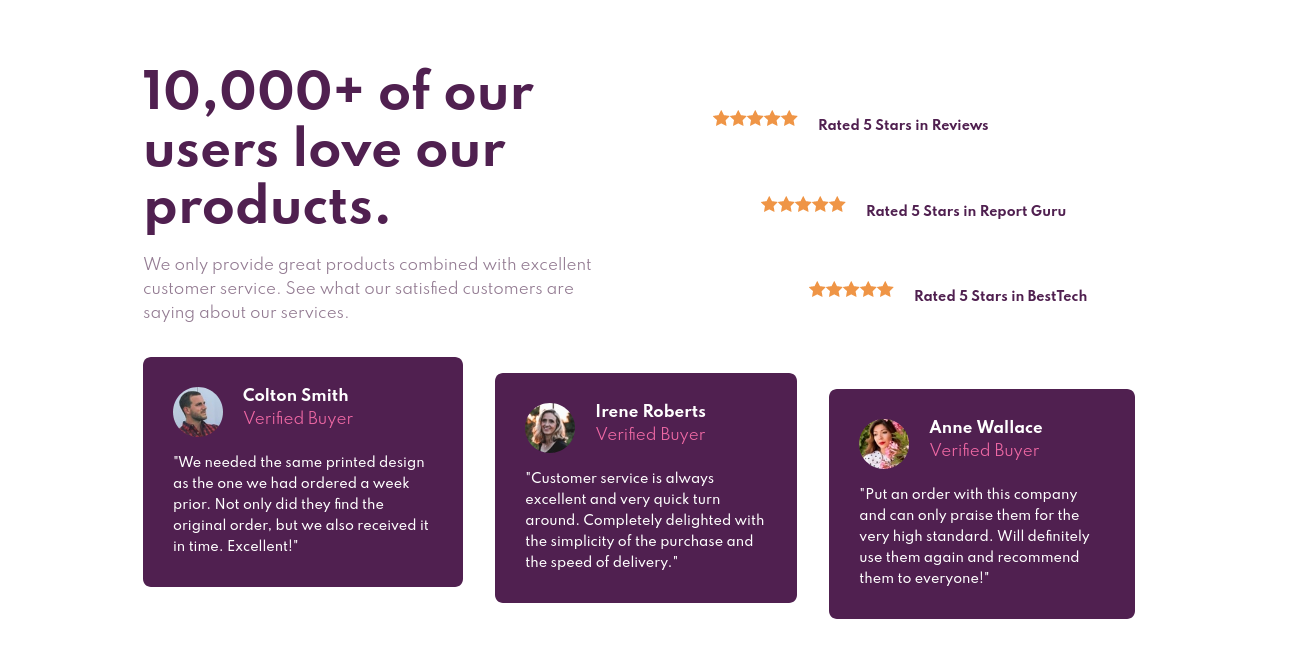 10,000+ of our
users love our
products.
We only provide great products combined with excellent
customer service. See what our satisfied customers are
saying about our services.
Rated 5 Stars in Reviews
Rated 5 Stars in Report Guru
Rated 5 Stars in BestTech
Colton Smith
Verified Buyer
"We needed the same printed design
as the one we had ordered a week
prior. Not only did they find the
original order, but we also received it
in time. Excellent!"
Irene Roberts
Verified Buyer
"Customer service is always
excellent and very quick turn
around. Completely delighted with
the simplicity of the purchase and
the speed of delivery."
Anne Wallace
Verified Buyer
"Put an order with this company
and can only praise them for the
very high standard. Will definitely
use them again and recommend
them to everyone!"